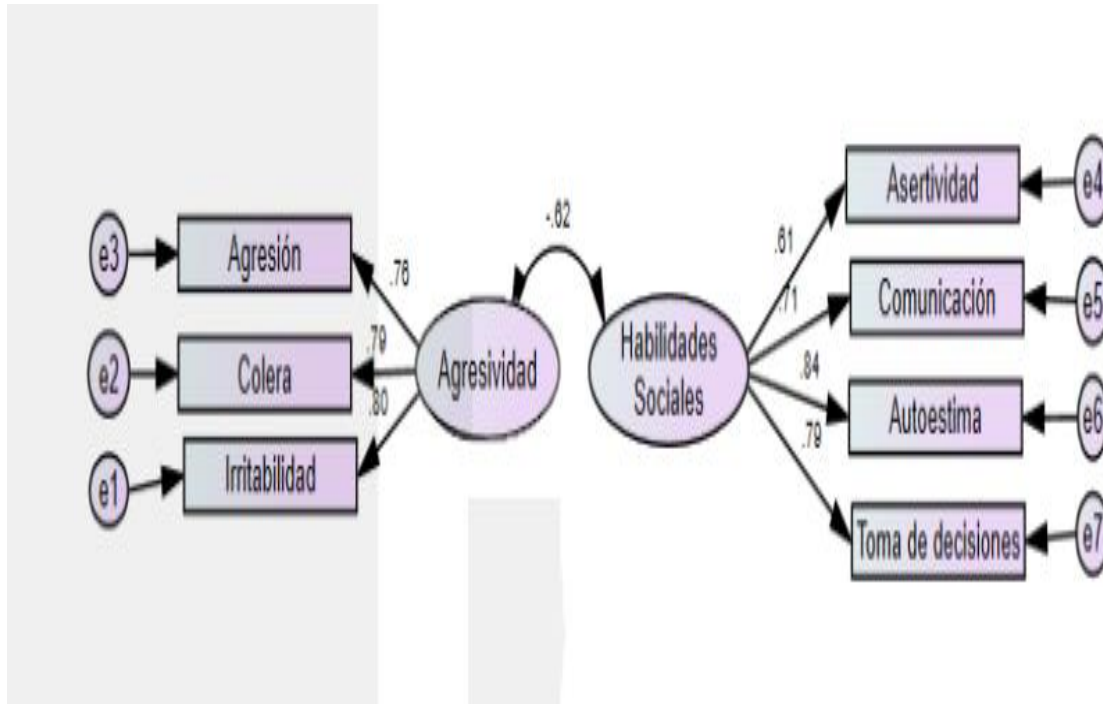 -.62
Asertividad
e4
.61
e3
Agresión
.76
.71
Comunicación
e5
Habilidades
Sociales
.79
e2
Colera
Agresividad
.84
Autoestima
e6
.80
.79
e1
Irritabilidad
Toma de decisiones
e7